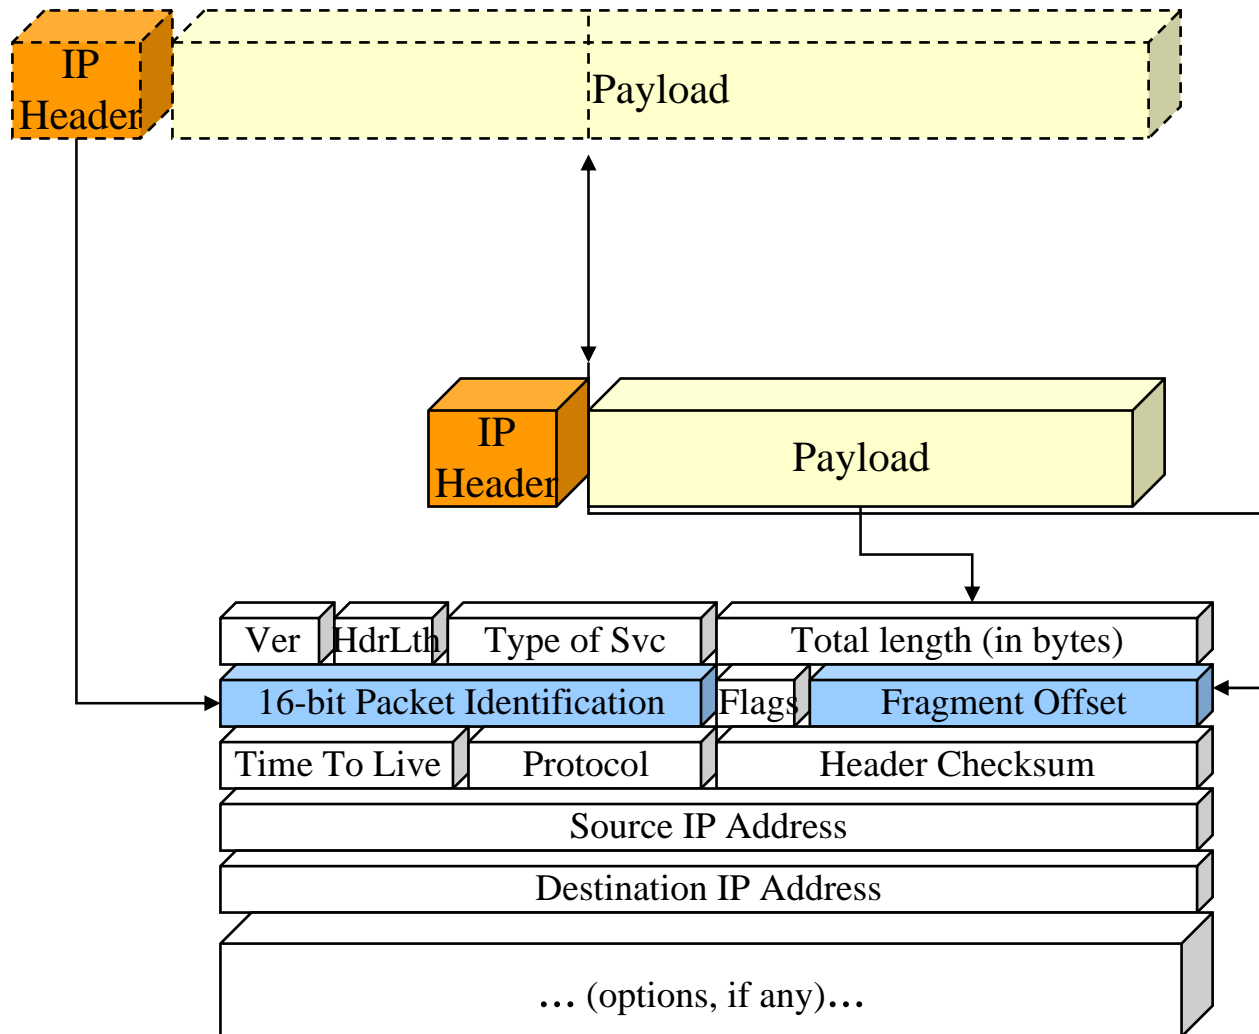 IP
Header
Payload
IP
Header
Payload
Ver HdrLth Type of Svc Total length (in bytes)
16-bit Packet Identification Flags Fragment Offset
Time To Live Protocol Header Checksum
Source IP Address
Destination IP Address
... (options, if any)...